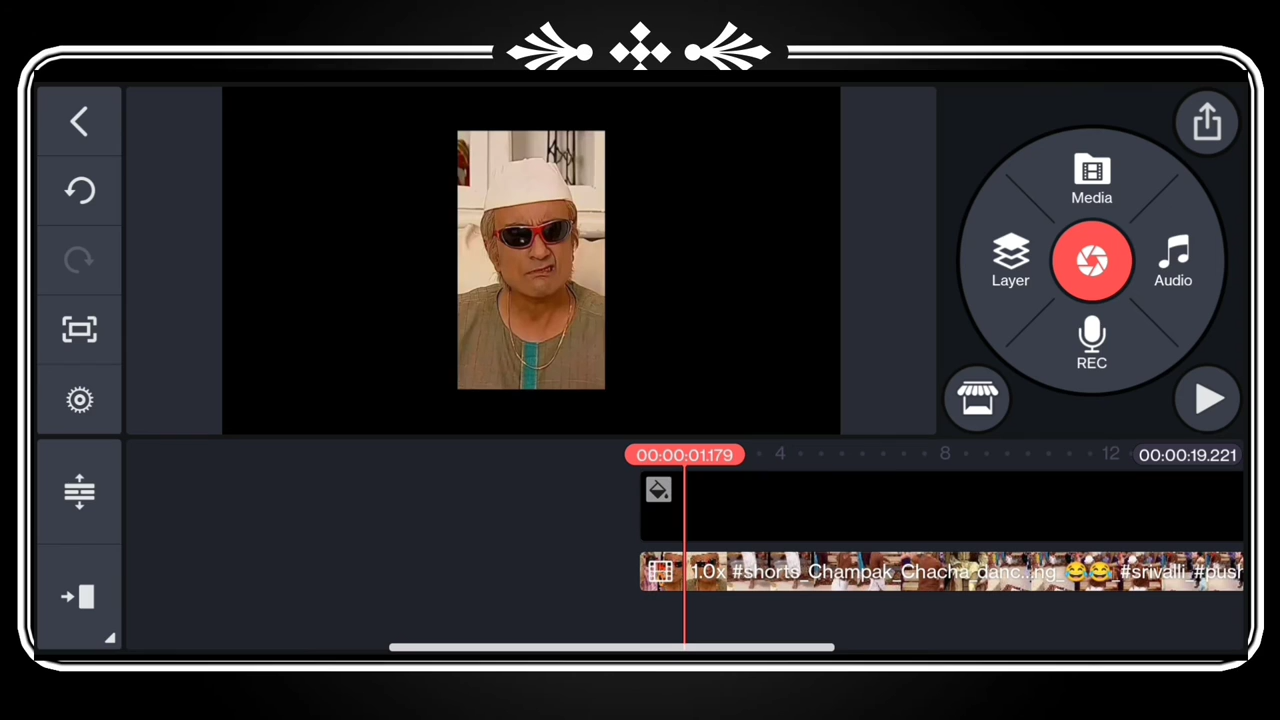 Media
Layer
Audio
REC
00:00:01.179
4
8
12
00:00:19.221
1.0x #shorts_Champak_Chacha_danc...ng_😂😂_#srivalli_#push